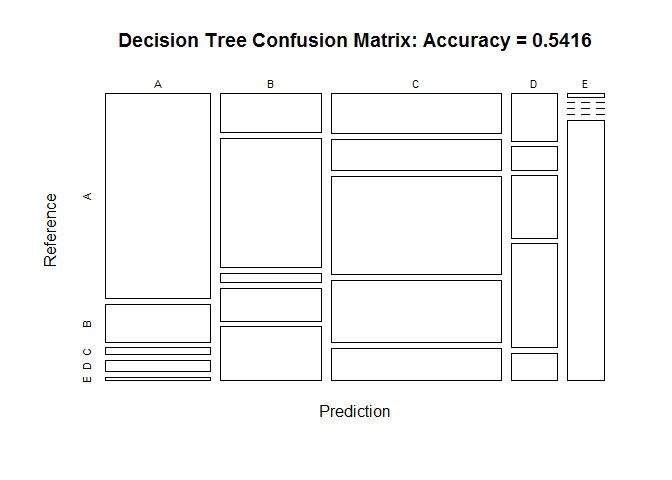 Decision Tree Confusion Matrix: Accuracy = 0.5416
A B C D E
Reference
A
B
C
D
E
Prediction